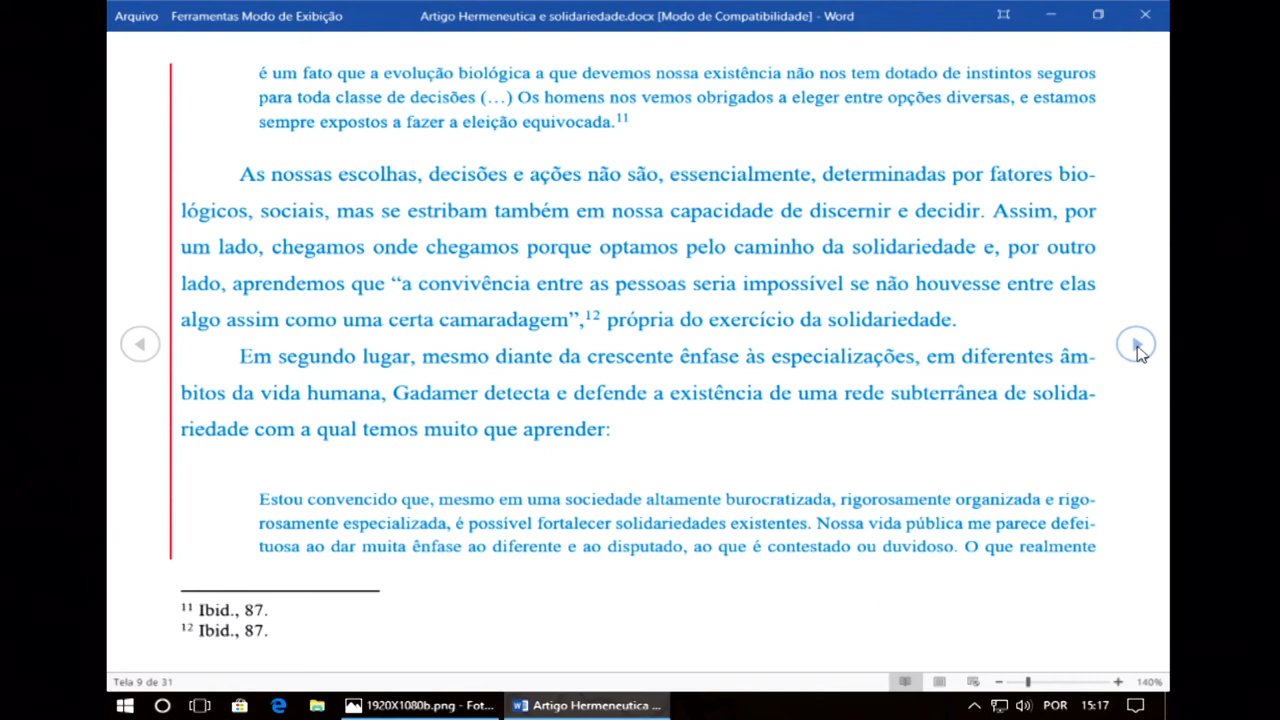 Arquivo Ferramentas Modo de Exibição Artigo Hermeneutica e solidariedade.docx [Modo de Compatibilidade] - Word
é um fato que a evolução biológica a que devemos nossa existência não nos tem dotado de instintos seguros
para toda classe de decisões (…) Os homens nos vemos obrigados a eleger entre opções diversas, e estamos
sempre expostos a fazer a eleição equivocada.11
As nossas escolhas, decisões e ações não são, essencialmente, determinadas por fatores bio-
lógicos, sociais, mas se estribam também em nossa capacidade de discernir e decidir. Assim, por
um lado, chegamos onde chegamos porque optamos pelo caminho da solidariedade e, por outro
lado, aprendemos que “a convivência entre as pessoas seria impossível se não houvesse entre elas
algo assim como uma certa camaradagem”,12 própria do exercício da solidariedade.
Em segundo lugar, mesmo diante da crescente ênfase às especializações, em diferentes âm-
bitos da vida humana, Gadamer detecta e defende a existência de uma rede subterrânea de solida-
riedade com a qual temos muito que aprender:
Estou convencido que, mesmo em uma sociedade altamente burocratizada, rigorosamente organizada e rigo-
rosamente especializada, é possível fortalecer solidariedades existentes. Nossa vida pública me parece defei-
tuosa ao dar muita ênfase ao diferente e ao disputado, ao que é contestado ou duvidoso. O que realmente
11 Ibid., 87.
12 Ibid., 87.
Tela 9 de 31 140%
1920X1080b.png - Fot... Artigo Hermeneutica ... POR 15:17